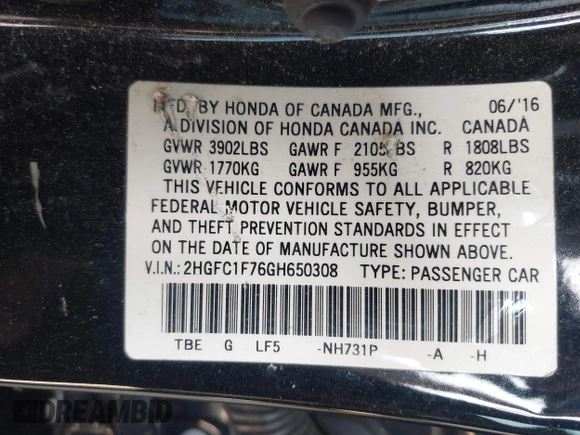 MFD. BY HONDA OF CANADA MFG., 06/'16
A DIVISION OF HONDA CANADA INC. CANADA
GVWR 3902LBS GAWR F 2105LBS R 1808LBS
GVWR 1770KG GAWR F 955KG R 820KG
THIS VEHICLE CONFORMS TO ALL APPLICABLE
FEDERAL MOTOR VEHICLE SAFETY, BUMPER,
AND THEFT PREVENTION STANDARDS IN EFFECT
ON THE DATE OF MANUFACTURE SHOWN ABOVE.
V.I.N.: 2HGFC1F76GH650308 TYPE: PASSENGER CAR
TBE G LF5 -NH731P -A -H
DREAMBID